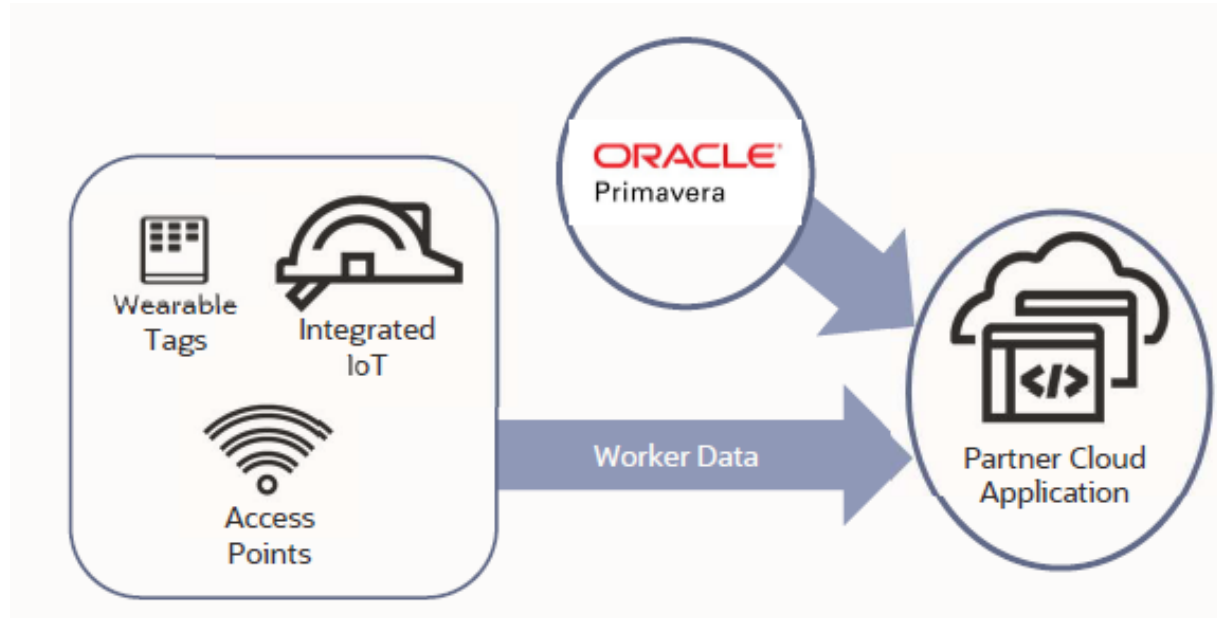 ORACLE
Primavera
Wearable
Tags
Integrated
IoT
Access
Points
Worker Data
</>
Partner Cloud
Application